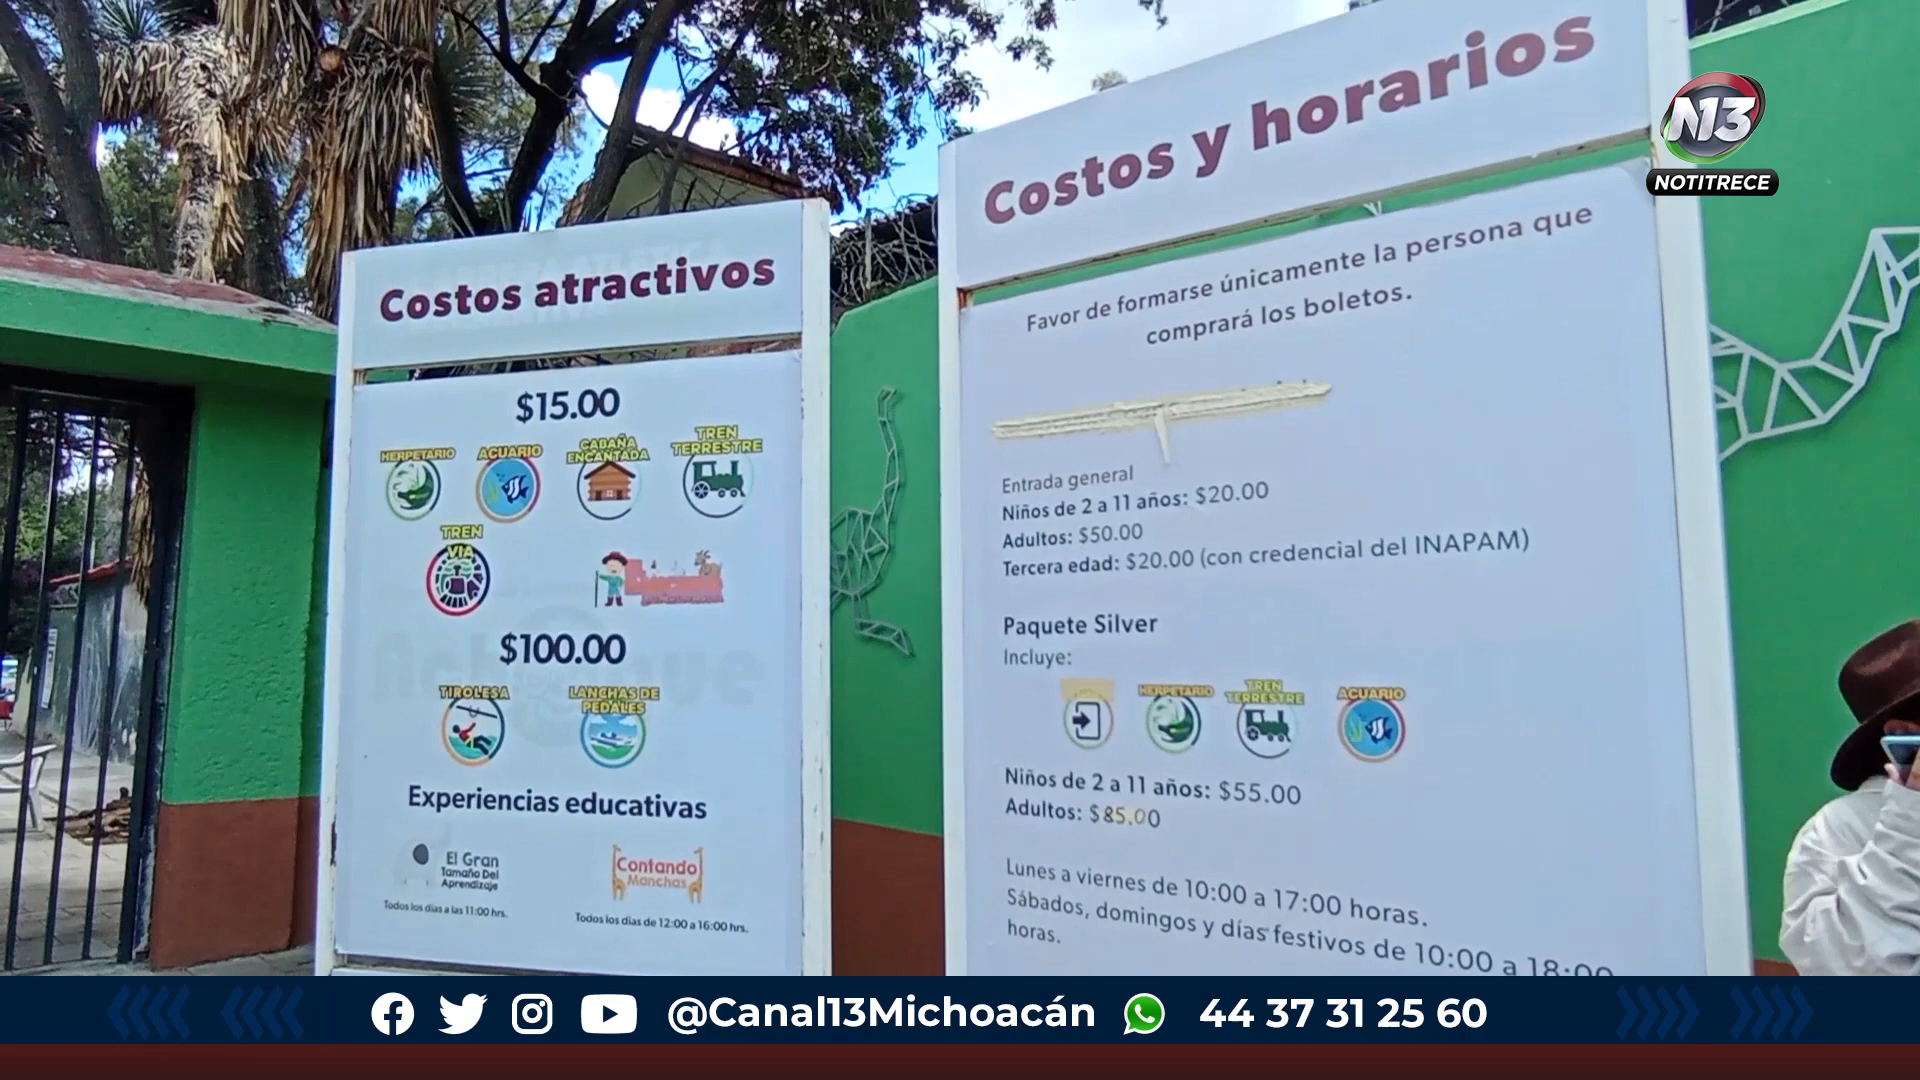 Costos atractivos
$15.00
HERPETARIO
ACUARIO
CABAÑA
ENCANTADA
TREN
TERRESTRE
TREN
VIA
$100.00
TIROLESA
LANCHAS DE
PEDALES
Experiencias educativas
El Gran
Tamaño Del
Aprendizaje
Todos los días a las 11:00 hrs.
Contando
Manchas
Todos los días de 12:00 a 16:00 hrs.
Costos y horarios
Favor de formarse únicamente la persona que
comprará los boletos.
Entrada general
Niños de 2 a 11 años: $20.00
Adultos: $50.00
Tercera edad: $20.00 (con credencial del INAPAM)
Paquete Silver
Incluye:
HERPETARIO
TREN
TERRESTRE
ACUARIO
Niños de 2 a 11 años: $55.00
Adultos: $85.00
Lunes a viernes de 10:00 a 17:00 horas.
Sábados, domingos y días festivos de 10:00 a 18:00
horas.
N13
NOTITRECE
@Canal13Michoacán
44 37 31 25 60